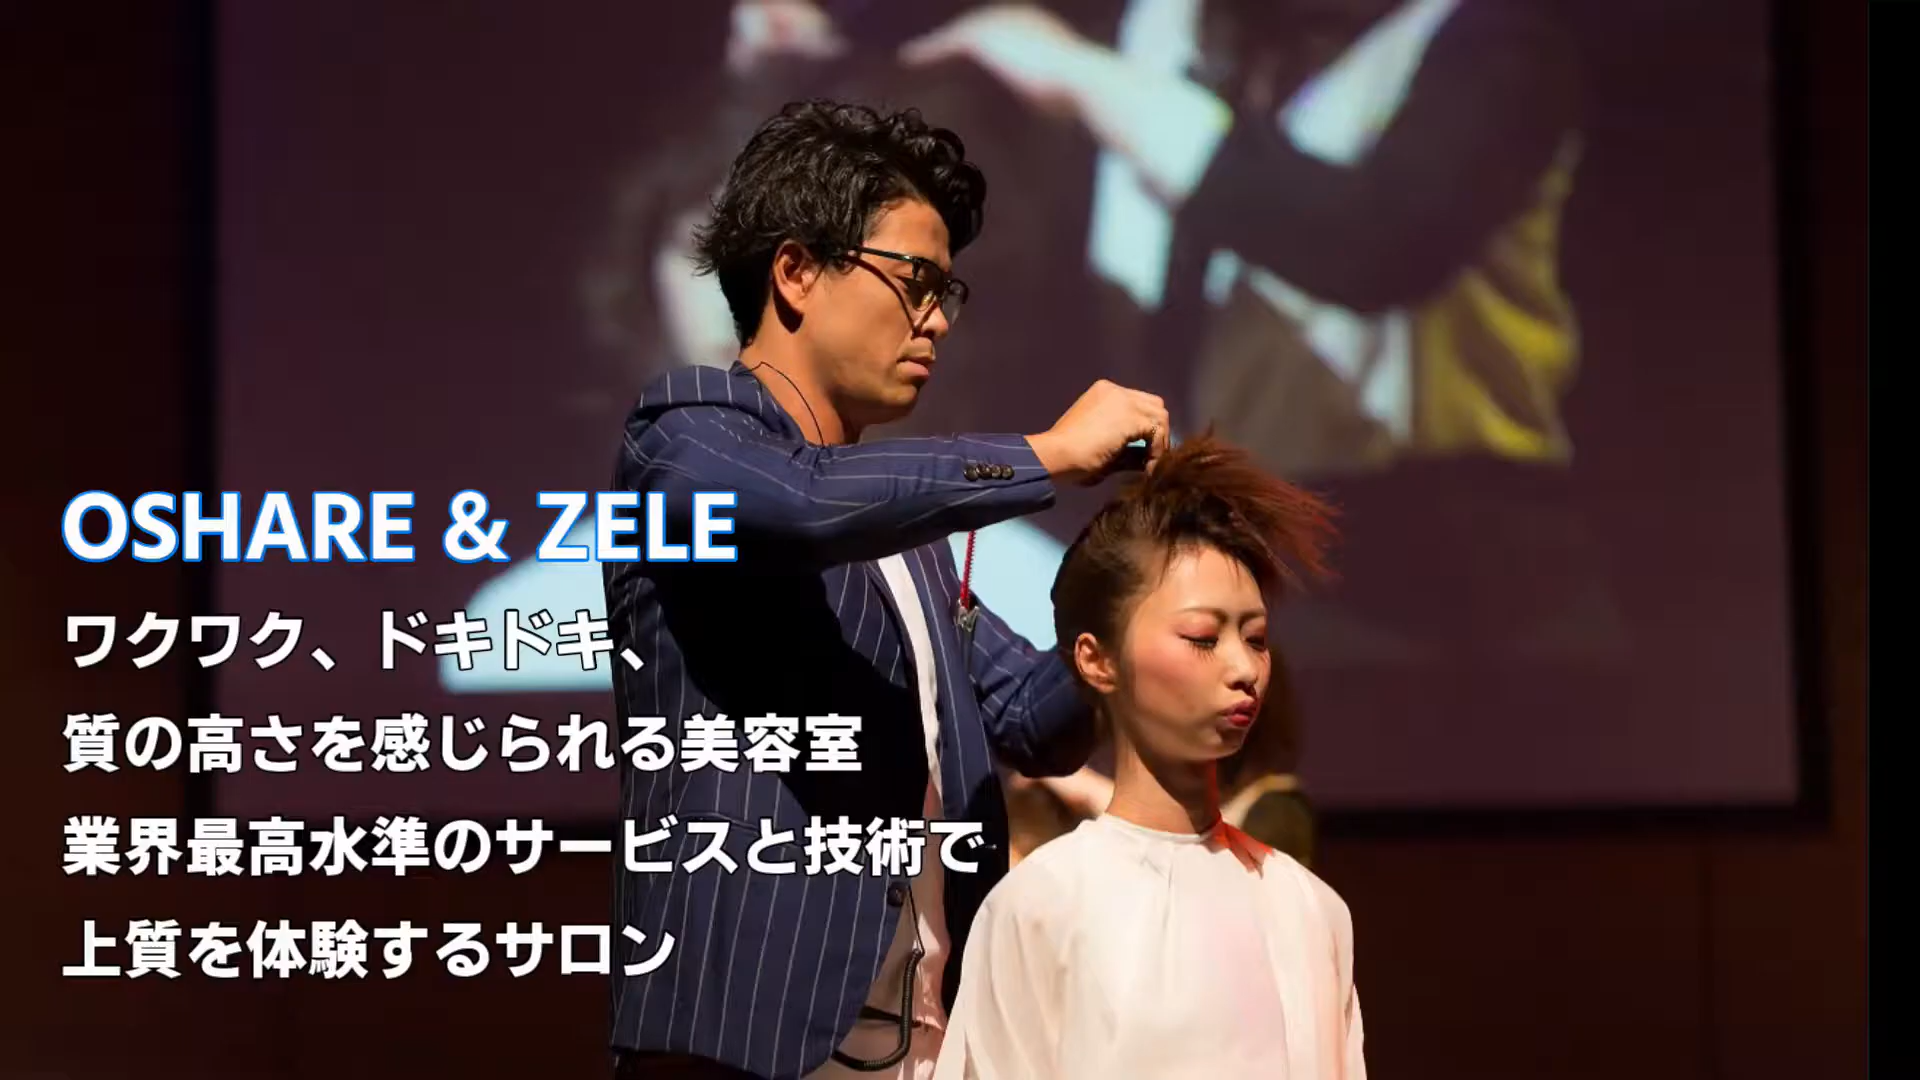 OSHARE & ZELE
ワクワク、ドキドキ、
質の高さを感じられる美容室
業界最高水準のサービスと技術で
上質を体験するサロン